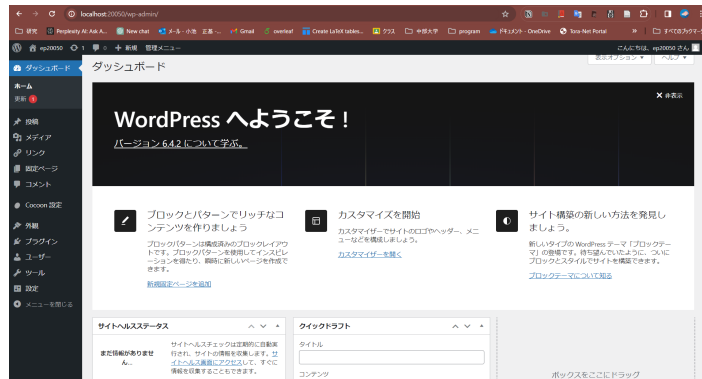 localhost:20050/wp-admin/
研究 Perplexity AI: Ask A... New chat メール - 小池 正基 -... Gmail overleaf Create LaTeX tables... クラス 中部大学 program ドキュメント - OneDrive Tora-Net Portal » すべてのブックマーク
ep20050 1 0 + 新規 管理メニュー こんにちは、ep20050 さん
ダッシュボード
ダッシュボード
表示オプション ▼ ヘルプ ▼
ホーム
更新 1
投稿
メディア
リンク
固定ページ
コメント
Cocoon 設定
外観
プラグイン
ユーザー
ツール
設定
メニューを閉じる
非表示
WordPress へようこそ !
バージョン 6.4.2 について学ぶ。
ブロックとパターンでリッチなコ
ンテンツを作りましょう
ブロックパターンは構成済みのブロックレイアウ
トです。ブロックパターンを使用してインスピレ
ーションを得たり、瞬時に新しいページを作成で
きます。
新規固定ページを追加
カスタマイズを開始
カスタマイザーでサイトのロゴやヘッダー、メニ
ューなどを構成しましょう。
カスタマイザーを開く
サイト構築の新しい方法を発見し
ましょう。
新しいタイプの WordPress テーマ「ブロックテー
マ」の登場です。待ち望んでいたように、ついに
ブロックとスタイルでサイトを構築できます。
ブロックテーマについて知る
サイトヘルスステータス
まだ情報がありませ
ん...
サイトヘルスチェックは定期的に自動実
行され、サイトの情報を収集します。サ
イトヘルス画面にアクセスして、すぐに
情報を収集することもできます。
クイックドラフト
タイトル
コンテンツ
ボックスをここにドラッグ